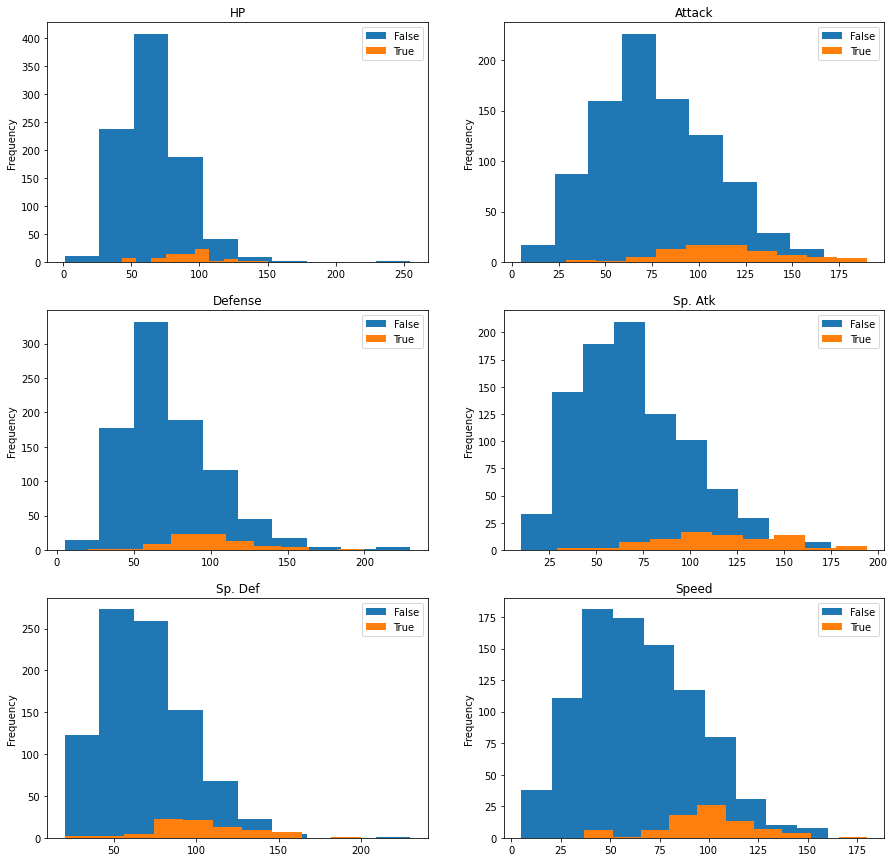 HP
False
True
Frequency
400
350
300
250
200
150
100
50
0
0 50 100 150 200 250
Attack
False
True
Frequency
200
150
100
50
0
0 25 50 75 100 125 150 175
Defense
False
True
Frequency
300
250
200
150
100
50
0
0 50 100 150 200
Sp. Atk
False
True
Frequency
200
175
150
125
100
75
50
25
0
25 50 75 100 125 150 175 200
Sp. Def
False
True
Frequency
250
200
150
100
50
0
50 100 150 200
Speed
False
True
Frequency
175
150
125
100
75
50
25
0
0 25 50 75 100 125 150 175